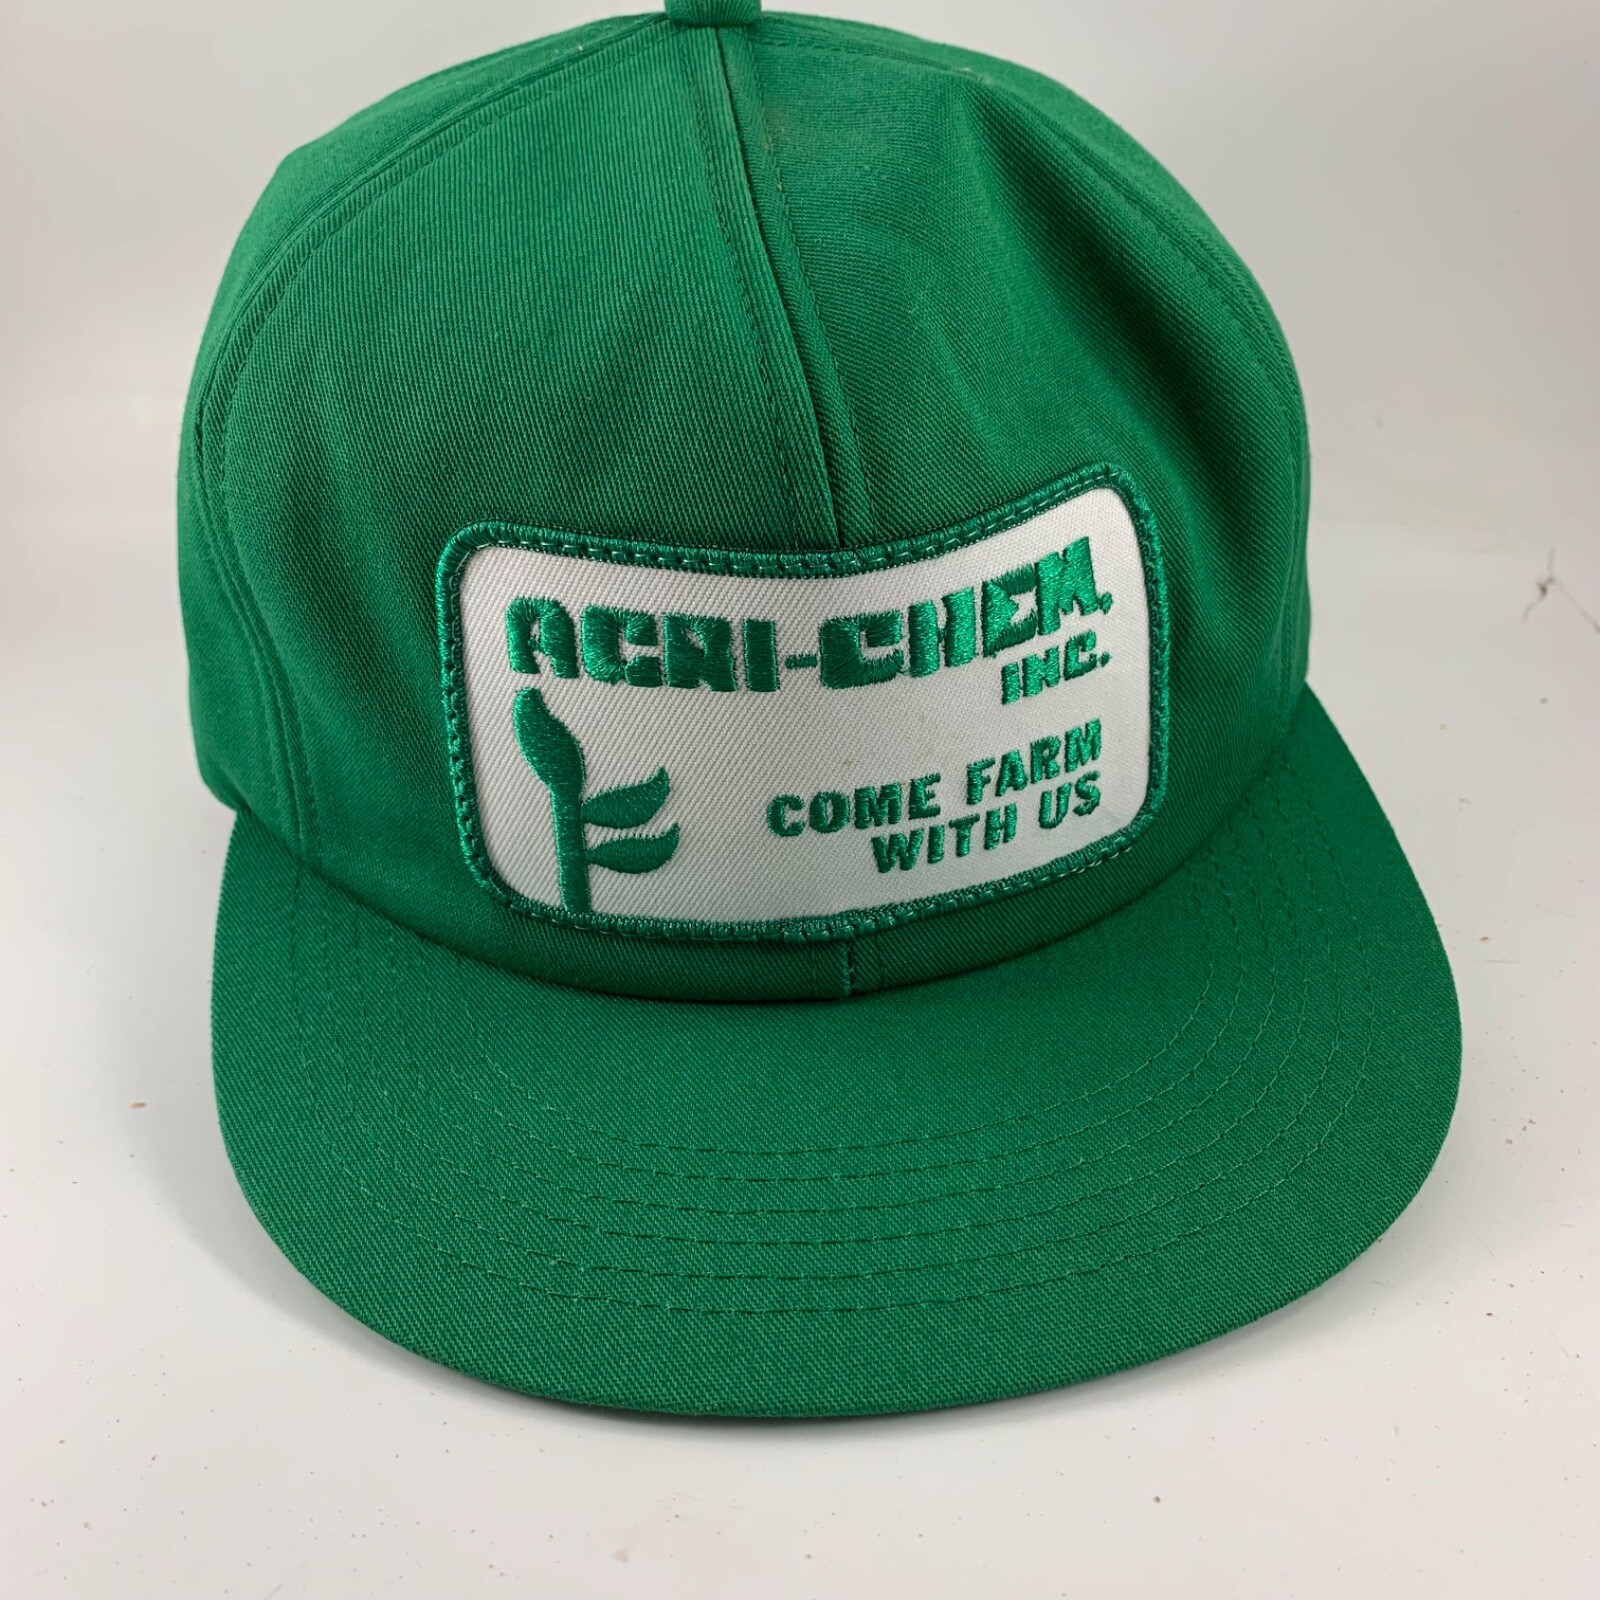 AGRI-CHEM,
INC.
COME FARM
WITH US